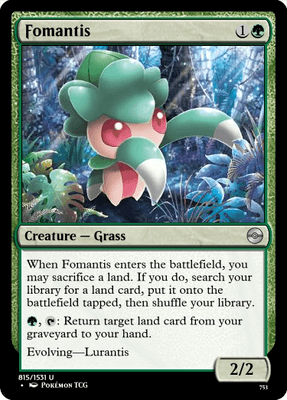 Fomantis 1
Creature — Grass
When Fomantis enters the battlefield, you
may sacrifice a land. If you do, search your
library for a land card, put it onto the
battlefield tapped, then shuffle your library.
, : Return target land card from your
graveyard to your hand.
Evolving—Lurantis
2/2
815/1531 U
• Pokémon TCG
751